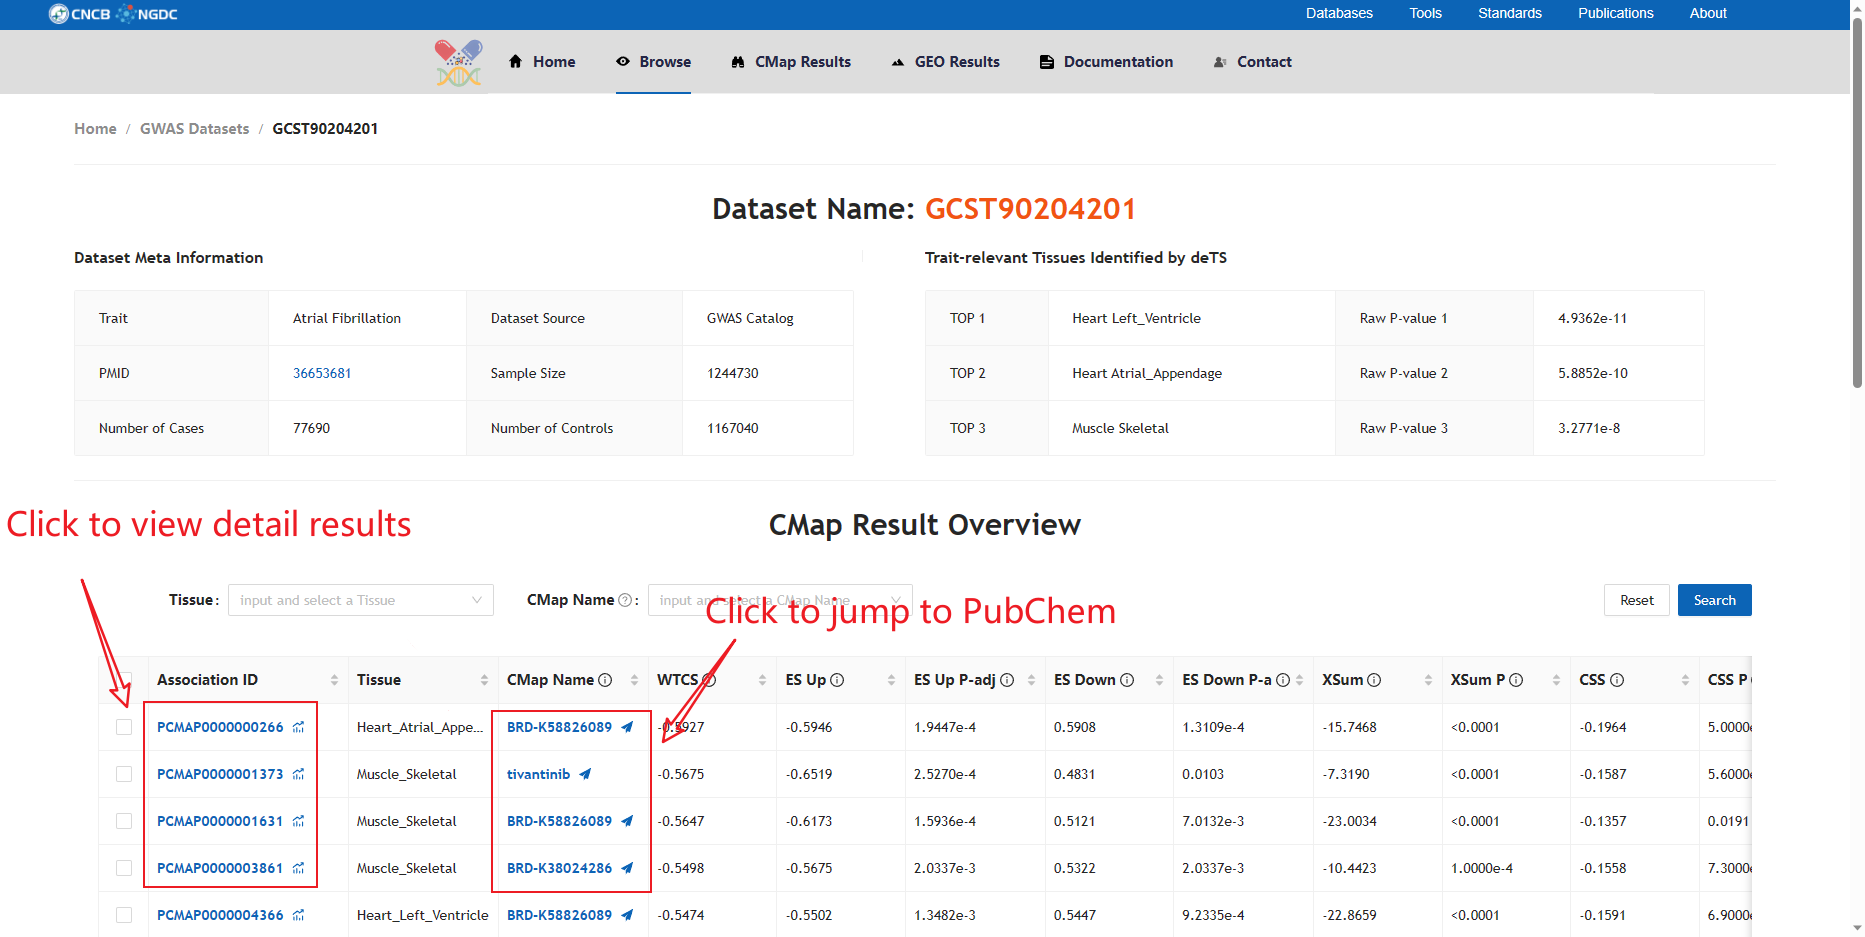 CNCB NGDC Databases Tools Standards Publications About
Home Browse CMap Results GEO Results Documentation Contact
Home / GWAS Datasets / GCST90204201
Dataset Name: GCST90204201
Dataset Meta Information
Trait Atrial Fibrillation Dataset Source GWAS Catalog
PMID 36653681 Sample Size 1244730
Number of Cases 77690 Number of Controls 1167040
Trait-relevant Tissues Identified by deTS
TOP 1 Heart Left_Ventricle Raw P-value 1 4.9362e-11
TOP 2 Heart Atrial_Appendage Raw P-value 2 5.8852e-10
TOP 3 Muscle Skeletal Raw P-value 3 3.2771e-8
Click to view detail results
CMap Result Overview
Tissue: input and select a Tissue CMap Name ? : input and select a CMap Name Reset Search
Click to jump to PubChem
Association ID Tissue CMap Name WTCS ES Up ES Up P-adj ES Down ES Down P-a XSum XSum P CSS CSS P
PCMAP0000000266 Heart_Atrial_Appe... BRD-K58826089 -0.5927 -0.5946 1.9447e-4 0.5908 1.3109e-4 -15.7468 <0.0001 -0.1964 5.0000e
PCMAP0000001373 Muscle_Skeletal tivantinib -0.5675 -0.6519 2.5270e-4 0.4831 0.0103 -7.3190 <0.0001 -0.1587 5.6000e
PCMAP0000001631 Muscle_Skeletal BRD-K58826089 -0.5647 -0.6173 1.5936e-4 0.5121 7.0132e-3 -23.0034 <0.0001 -0.1357 0.0191
PCMAP0000003861 Muscle_Skeletal BRD-K38024286 -0.5498 -0.5675 2.0337e-3 0.5322 2.0337e-3 -10.4423 1.0000e-4 -0.1558 7.3000e
PCMAP0000004366 Heart_Left_Ventricle BRD-K58826089 -0.5474 -0.5502 1.3482e-3 0.5447 9.2335e-4 -22.8659 <0.0001 -0.1591 6.9000e